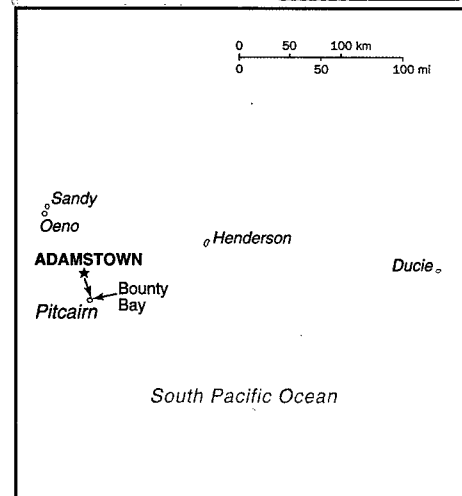 0 50 100 km
0 50 100 mi
Sandy
Oeno
Henderson
ADAMSTOWN
Ducie
Bounty
Bay
Pitcairn
South Pacific Ocean